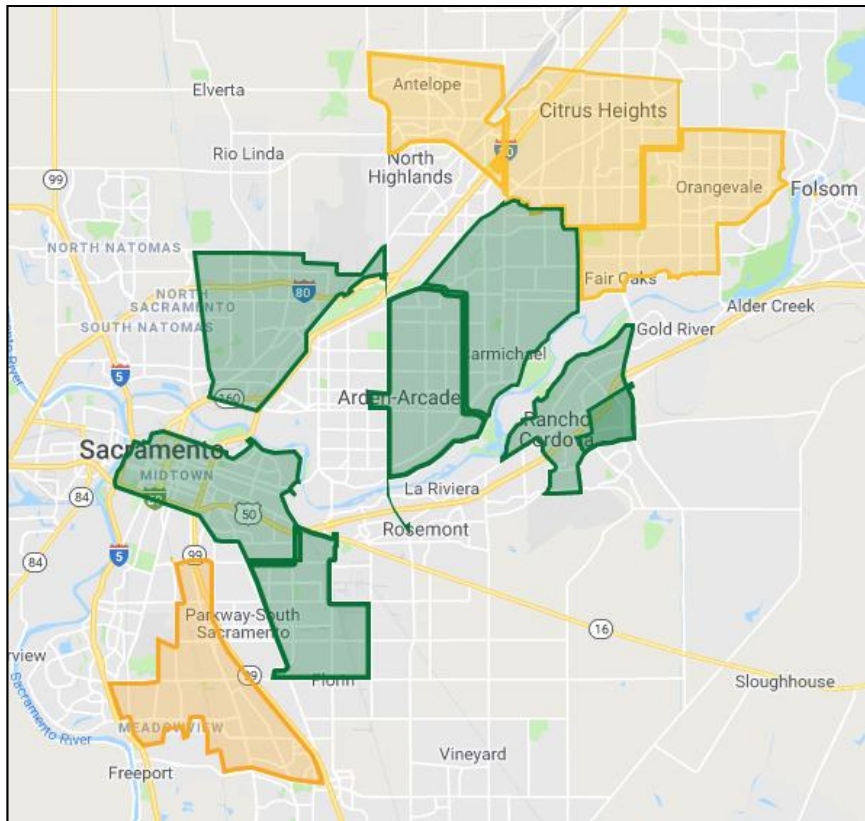 Antelope
Elverta
Citrus Heights
99
80
Rio Linda
North
Highlands
Orangevale
Folsom
NORTH NATOMAS
Fair Oaks
80
NORTH
SACRAMENTO
Alder Creek
SOUTH NATOMAS
Gold River
Carmichael
5
160
Arden-Arcade
Rancho
Cordova
Sacramento
MIDTOWN
La Riviera
84
50
Rosemont
99
5
84
Parkway-South
Sacramento
16
99
Florin
Sloughhouse
Sacramento River
MEADOWVIEW
Vineyard
Freeport